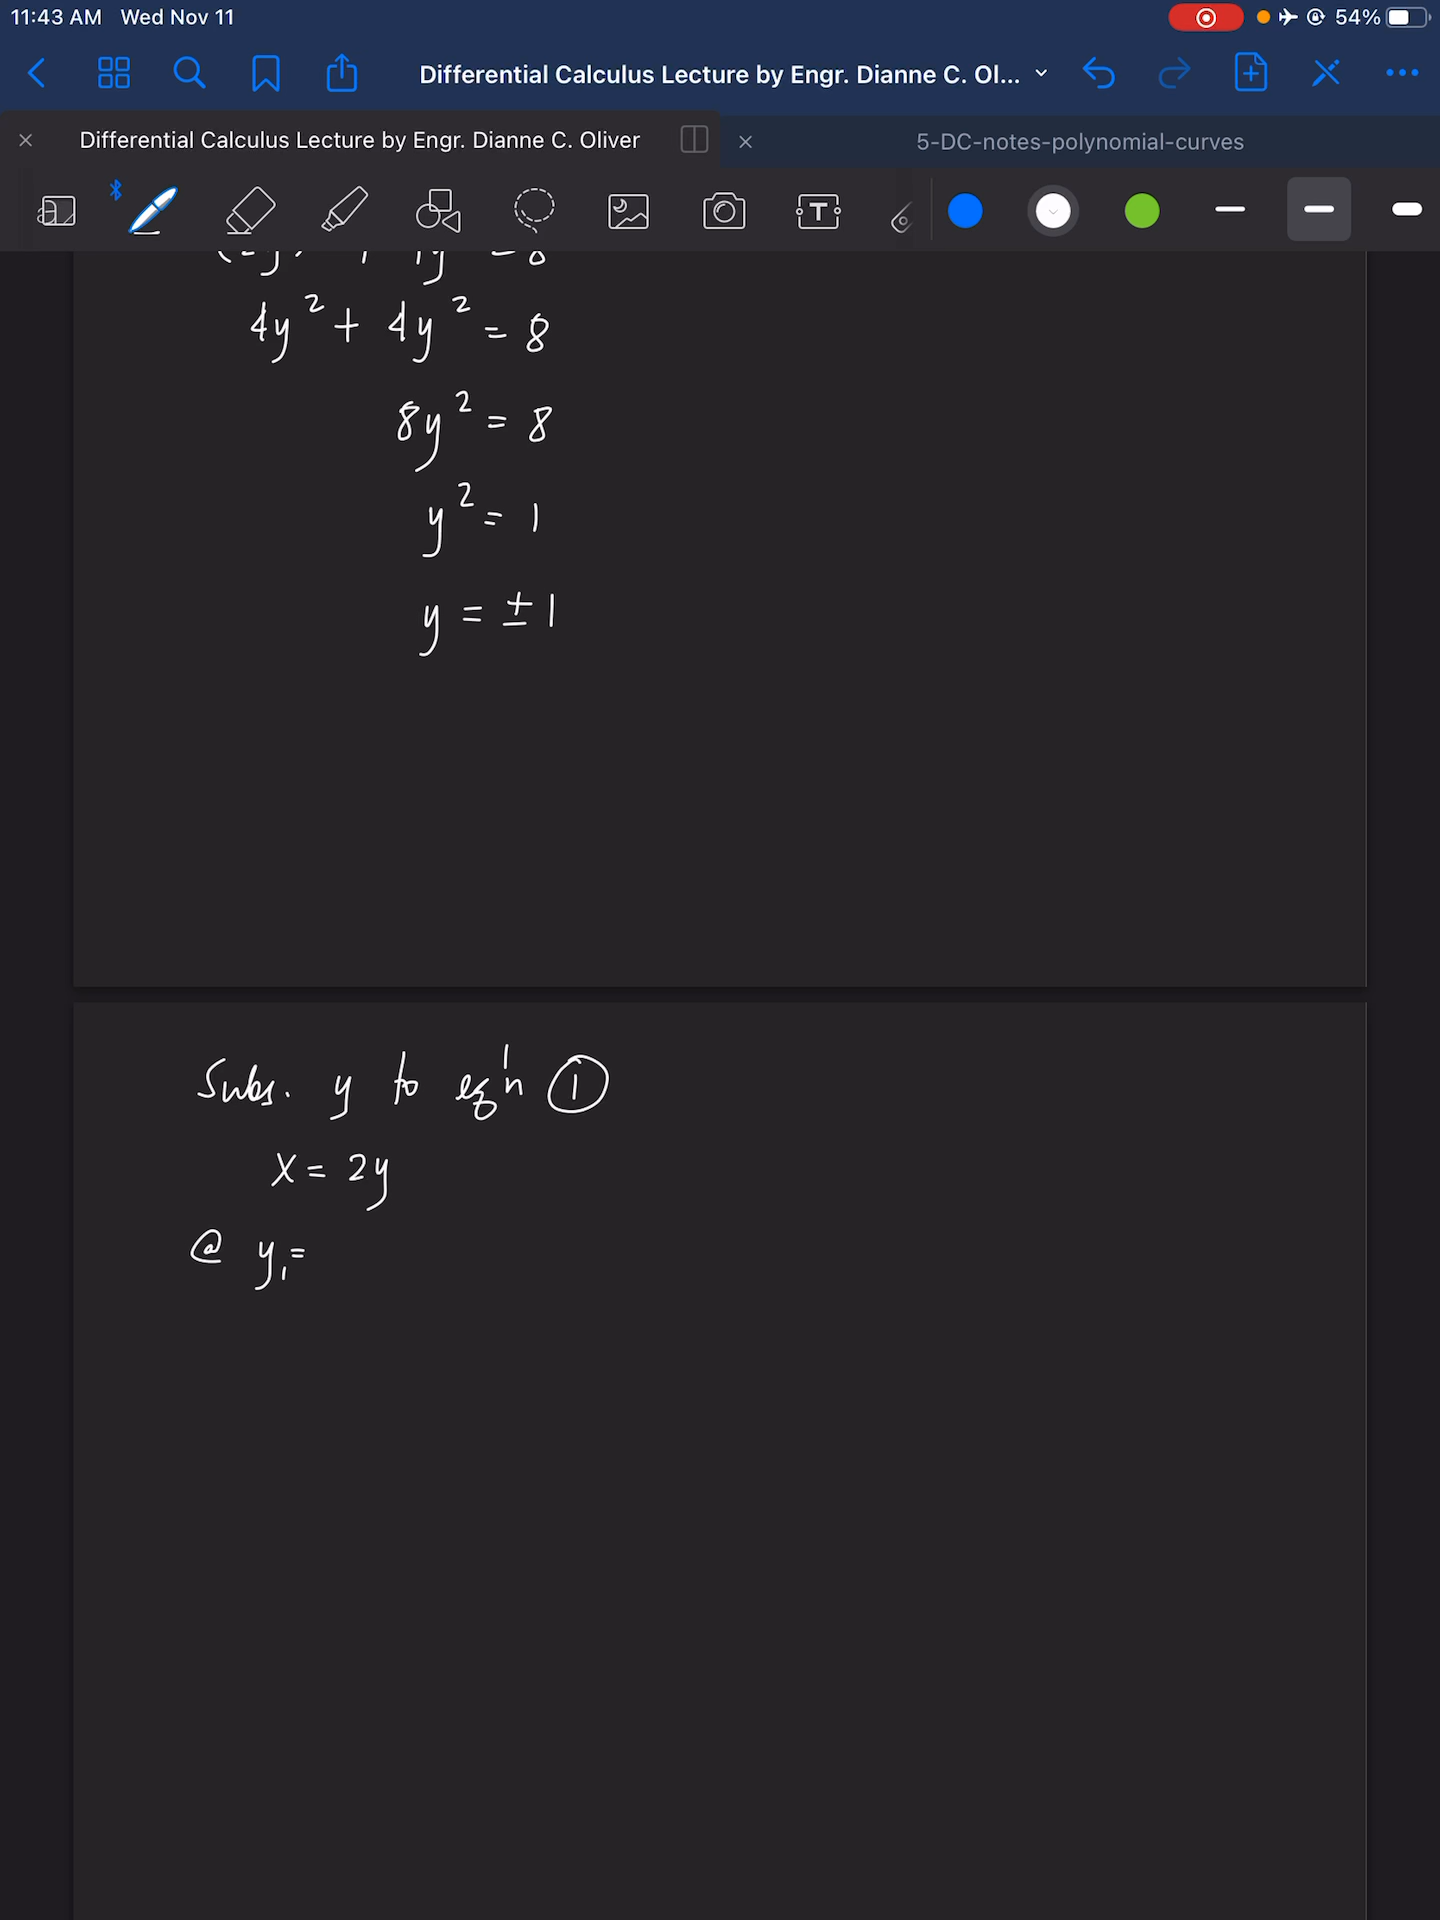 11:43 AM Wed Nov 11
54%
Differential Calculus Lecture by Engr. Dianne C. Ol...
Differential Calculus Lecture by Engr. Dianne C. Oliver
5-DC-notes-polynomial-curves
4y² + 4y² = 8
8y² = 8
y² = 1
y = ± 1
Subs. y to eq'n ①
x = 2y
@ y₁ =